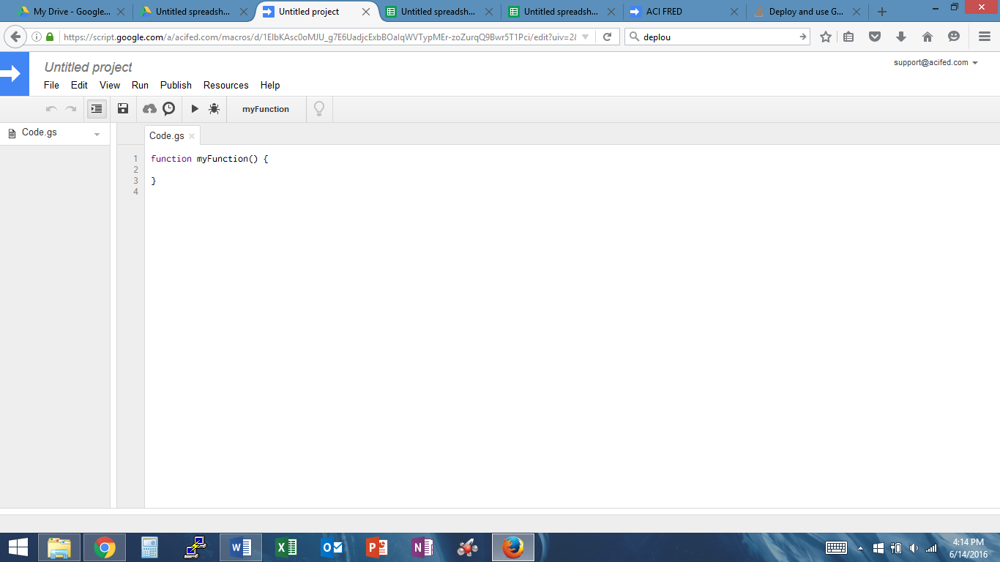 My Drive - Google...
Untitled spreadsh...
Untitled project
Untitled spreadsh...
Untitled spreadsh...
ACI FRED
Deploy and use G...
https://script.google.com/a/acifed.com/macros/d/1ElbKAsc0oMJU_g7E6UadjcExbBOaIqWVTypMEr-zoZurqQ9Bwr5T1Pci/edit?uiv=2&
deplou
Untitled project
support@acifed.com
File Edit View Run Publish Resources Help
myFunction
Code.gs
Code.gs
1 function myFunction() {
2
3 }
4
4:14 PM
6/14/2016